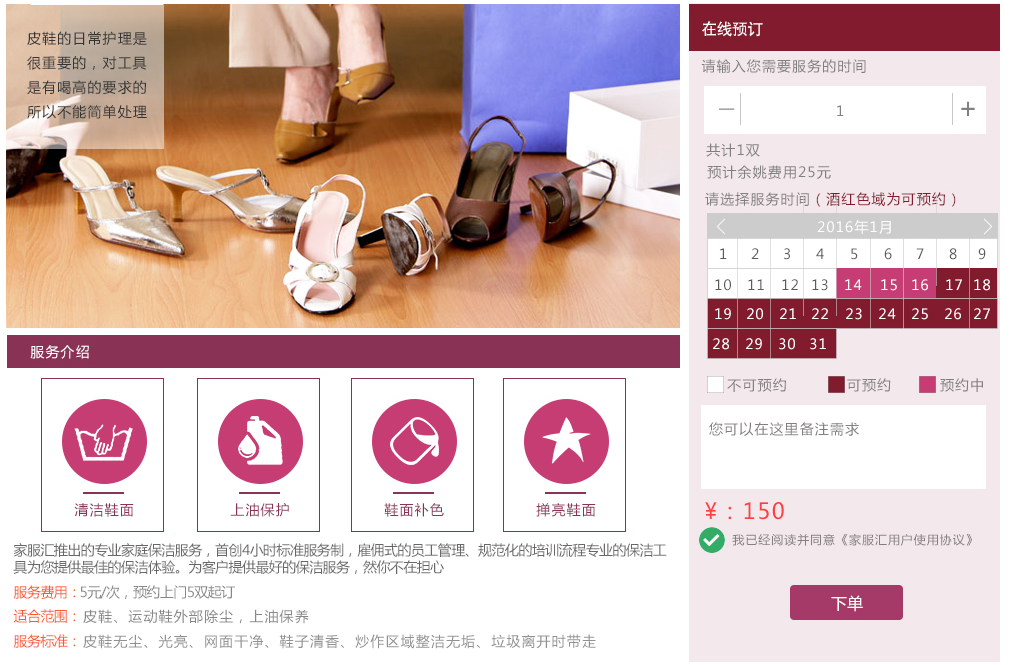 皮鞋的日常护理是
很重要的，对工具
是有喝高的要求的
所以不能简单处理
服务介绍
清洁鞋面
上油保护
鞋面补色
掸亮鞋面
家服汇推出的专业家庭保洁服务，首创4小时标准服务制，雇佣式的员工管理、规范化的培训流程专业的保洁工
具为您提供最佳的保洁体验。为客户提供最好的保洁服务，然你不在担心
服务费用：5元/次，预约上门5双起订
适合范围：皮鞋、运动鞋外部除尘，上油保养
服务标准：皮鞋无尘、光亮、网面干净、鞋子清香、炒作区域整洁无垢、垃圾离开时带走
在线预订
请输入您需要服务的时间
— 1 +
共计1双
预计余姚费用25元
请选择服务时间（酒红色域为可预约）
2016年1月
1 2 3 4 5 6 7 8 9
10 11 12 13 14 15 16 17 18
19 20 21 22 23 24 25 26 27
28 29 30 31
不可预约 可预约 预约中
您可以在这里备注需求
¥：150
我已经阅读并同意《家服汇用户使用协议》
下单